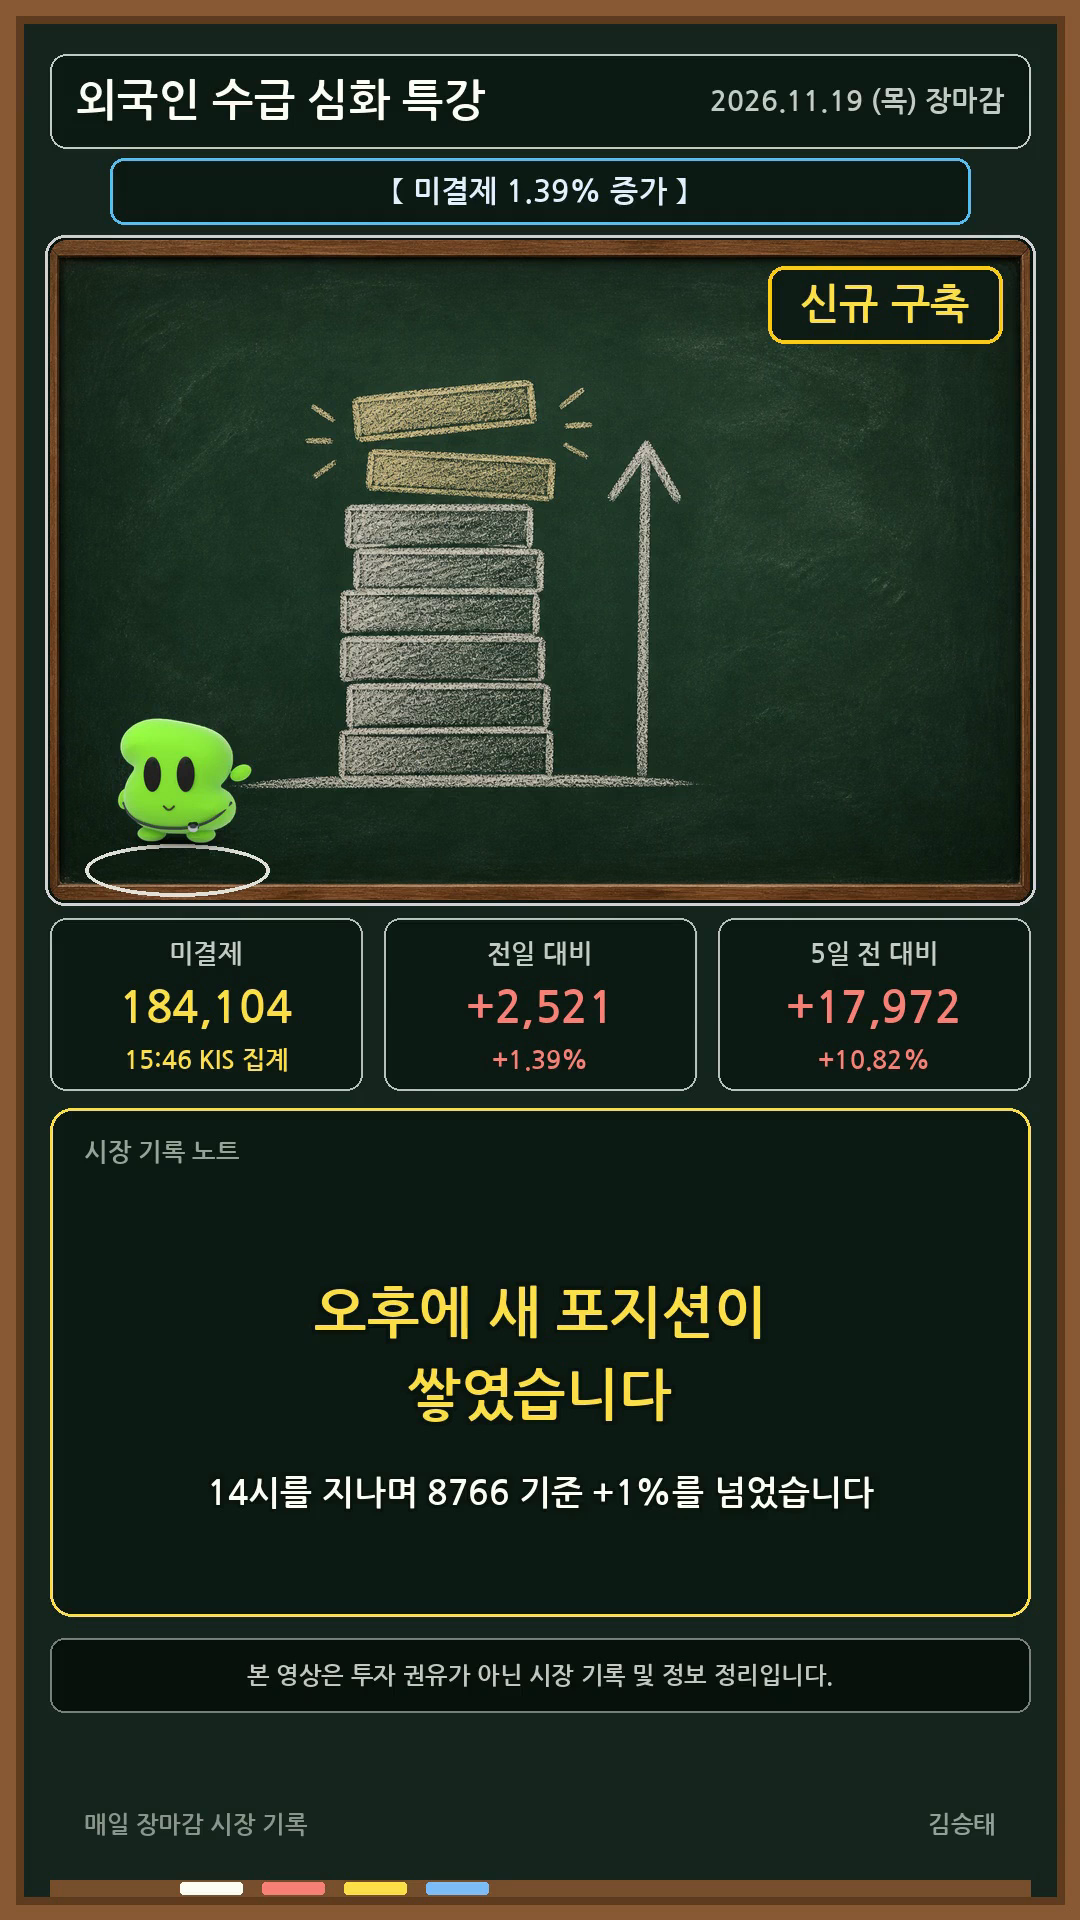 외국인 수급 심화 특강
2026.11.19 (목) 장마감
【 미결제 1.39% 증가 】
신규 구축
미결제
184,104
15:46 KIS 집계
전일 대비
+2,521
+1.39%
5일 전 대비
+17,972
+10.82%
시장 기록 노트
오후에 새 포지션이
쌓였습니다
14시를 지나며 8766 기준 +1%를 넘었습니다
본 영상은 투자 권유가 아닌 시장 기록 및 정보 정리입니다.
매일 장마감 시장 기록
김승태